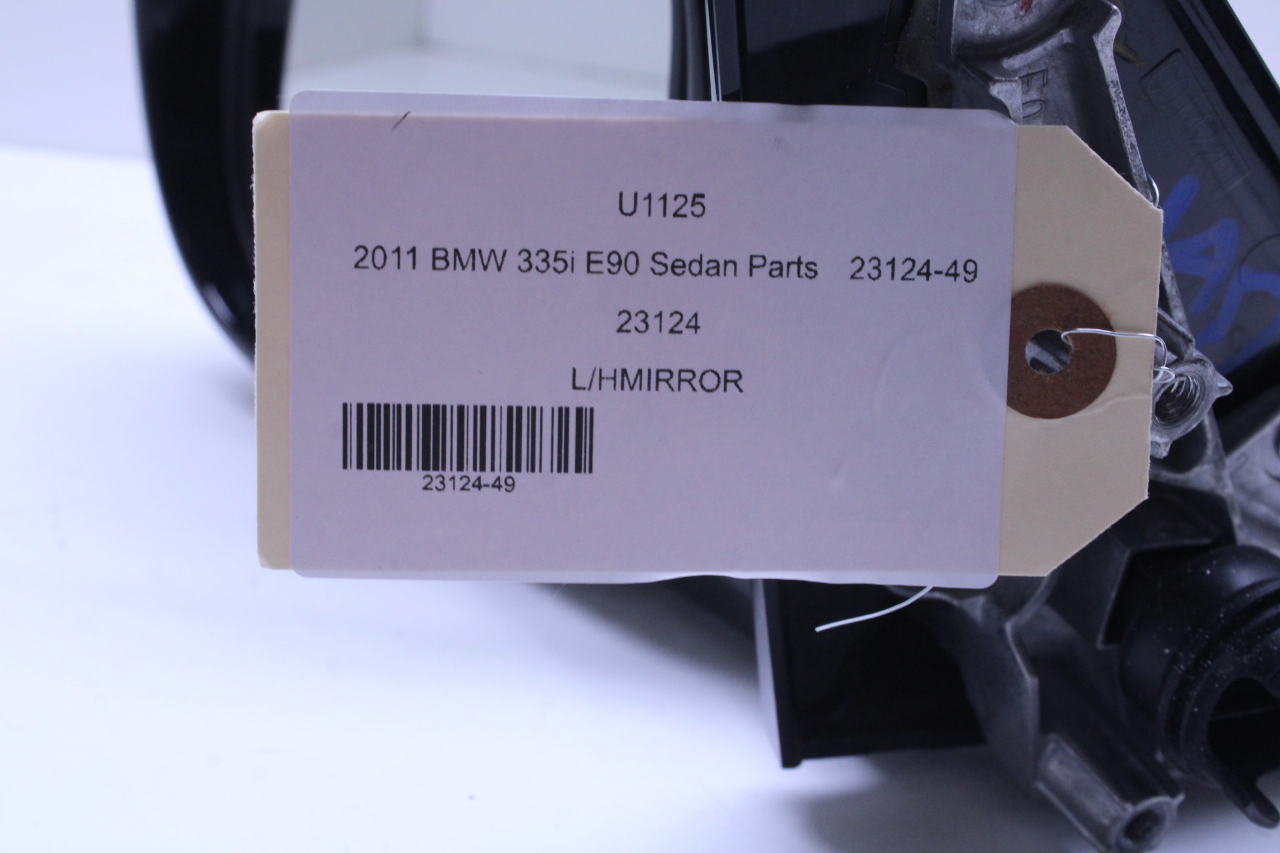 U1125
2011 BMW 335i E90 Sedan Parts 23124-49
23124
L/HMIRROR
23124-49